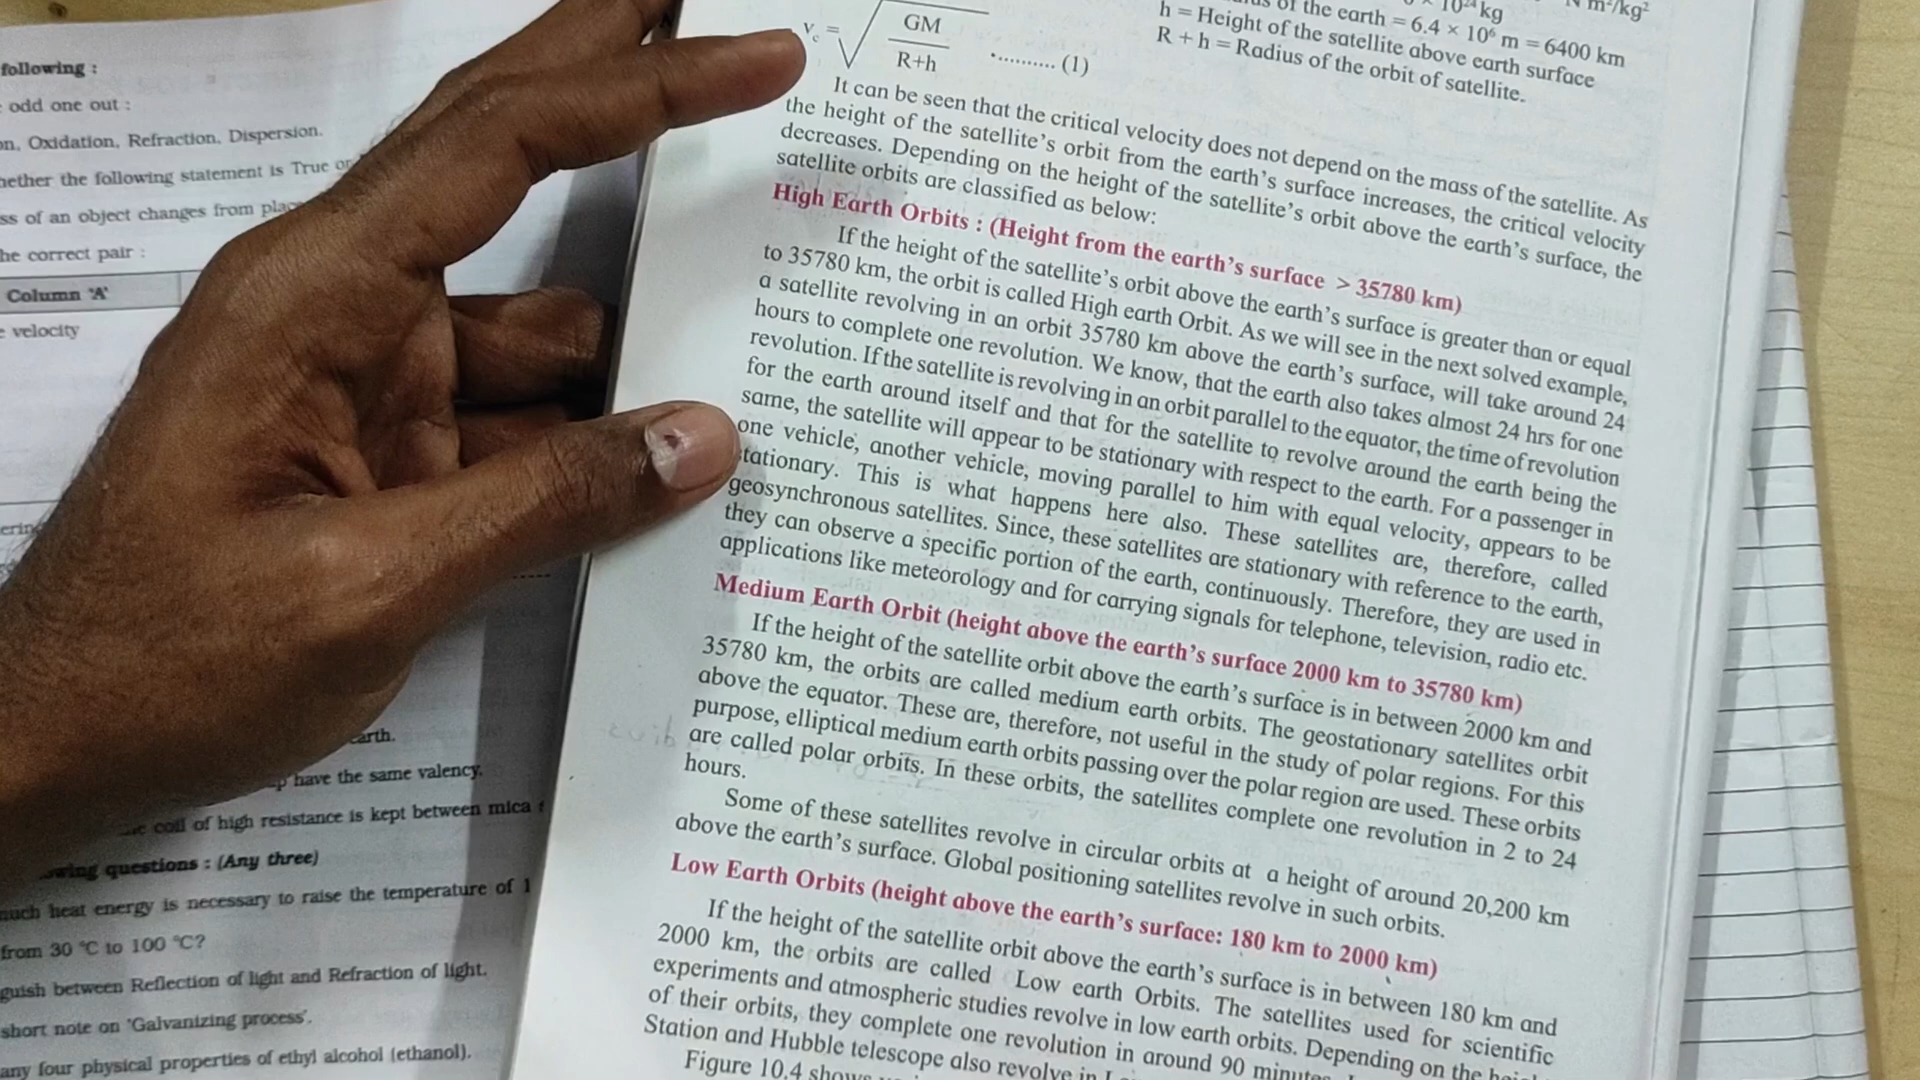 following :
odd one out :
Oxidation, Refraction, Dispersion.
the following statement is True or
ss of an object changes from place
correct pair :
Column 'A'
velocity
earth.
have the same valency.
coil of high resistance is kept between mica
questions : (Any three)
much heat energy is necessary to raise the temperature of 1
from 30 °C to 100 °C?
guish between Reflection of light and Refraction of light.
short note on 'Galvanizing process'.
any four physical properties of ethyl alcohol (ethanol).
kg
m²/kg²
of the earth = 6.4 × 10⁶ m = 6400 km
h = Height of the satellite above earth surface
R + h = Radius of the orbit of satellite.
v_c = √ GM / R+h .......... (1)
It can be seen that the critical velocity does not depend on the mass of the satellite. As
the height of the satellite's orbit from the earth's surface increases, the critical velocity
decreases. Depending on the height of the satellite's orbit above the earth's surface, the
satellite orbits are classified as below:
High Earth Orbits : (Height from the earth's surface > 35780 km)
If the height of the satellite's orbit above the earth's surface is greater than or equal
to 35780 km, the orbit is called High earth Orbit. As we will see in the next solved example,
a satellite revolving in an orbit 35780 km above the earth's surface, will take around 24
hours to complete one revolution. We know, that the earth also takes almost 24 hrs for one
revolution. If the satellite is revolving in an orbit parallel to the equator, the time of revolution
for the earth around itself and that for the satellite to revolve around the earth being the
same, the satellite will appear to be stationary with respect to the earth. For a passenger in
one vehicle, another vehicle, moving parallel to him with equal velocity, appears to be
stationary. This is what happens here also. These satellites are, therefore, called
geosynchronous satellites. Since, these satellites are stationary with reference to the earth,
they can observe a specific portion of the earth, continuously. Therefore, they are used in
applications like meteorology and for carrying signals for telephone, television, radio etc.
Medium Earth Orbit (height above the earth's surface 2000 km to 35780 km)
If the height of the satellite orbit above the earth's surface is in between 2000 km and
35780 km, the orbits are called medium earth orbits. The geostationary satellites orbit
above the equator. These are, therefore, not useful in the study of polar regions. For this
purpose, elliptical medium earth orbits passing over the polar region are used. These orbits
are called polar orbits. In these orbits, the satellites complete one revolution in 2 to 24
hours.
Some of these satellites revolve in circular orbits at a height of around 20,200 km
above the earth's surface. Global positioning satellites revolve in such orbits.
Low Earth Orbits (height above the earth's surface: 180 km to 2000 km)
If the height of the satellite orbit above the earth's surface is in between 180 km and
2000 km, the orbits are called Low earth Orbits. The satellites used for scientific
experiments and atmospheric studies revolve in low earth orbits. Depending on the
of their orbits, they complete one revolution in around 90 minutes.
Station and Hubble telescope also revolve in
Figure 10.4 shows